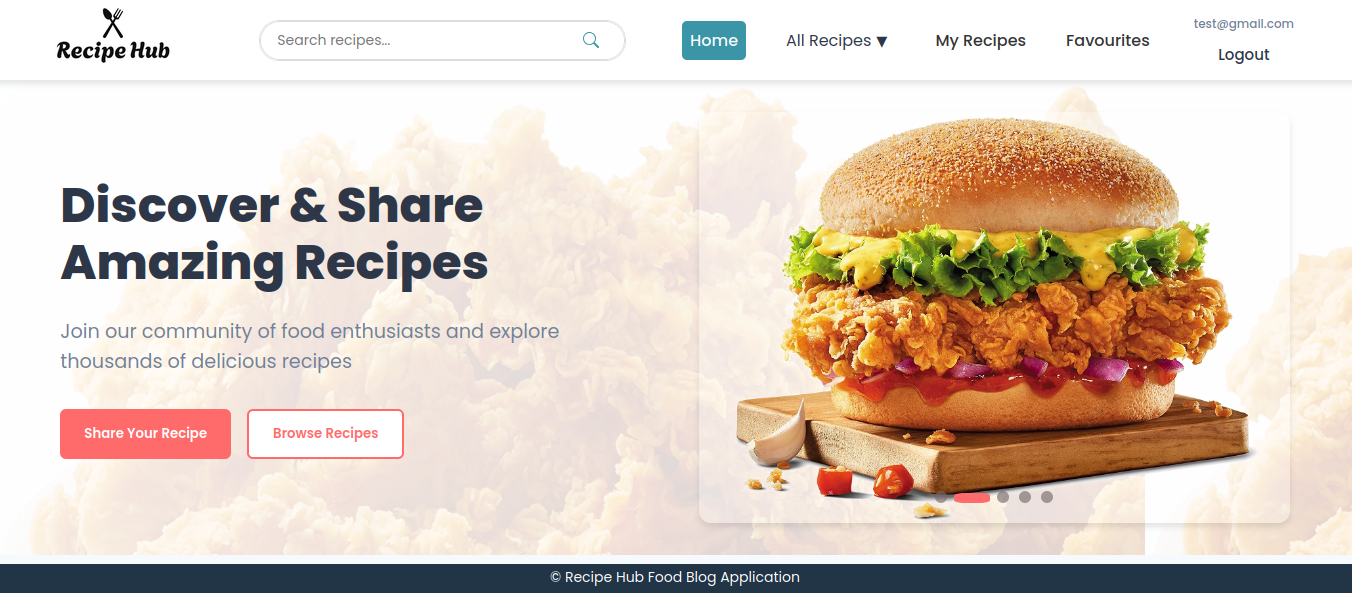 Recipe Hub
Search recipes...
Home
All Recipes ▼
My Recipes
Favourites
test@gmail.com
Logout
Discover & Share
Amazing Recipes
Join our community of food enthusiasts and explore
thousands of delicious recipes
Share Your Recipe
Browse Recipes
© Recipe Hub Food Blog Application